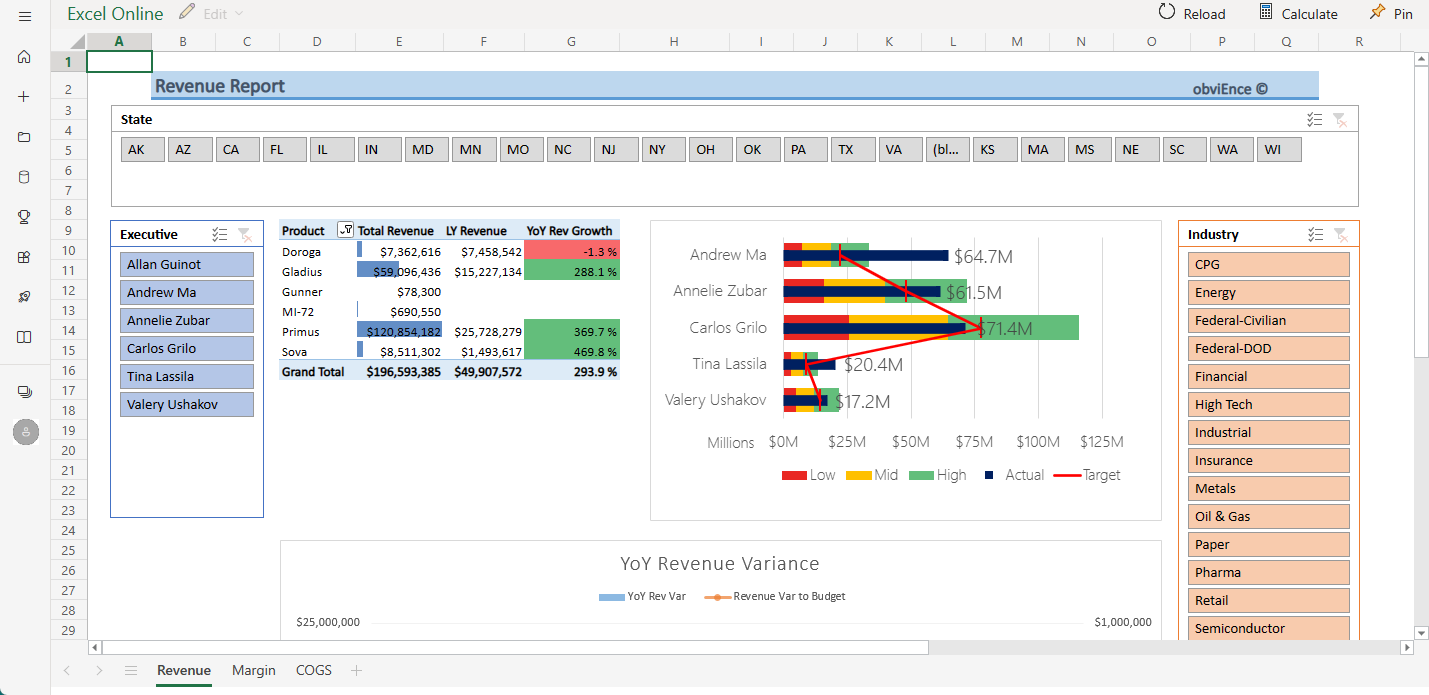 Excel Online Edit Reload Calculate Pin
A B C D E F G H I J K L M N O P Q R
1
2 Revenue Report obviEnce ©
3
4 State
5 AK AZ CA FL IL IN MD MN MO NC NJ NY OH OK PA TX VA (bl... KS MA MS NE SC WA WI
6
7
8
9 Executive Product Total Revenue LY Revenue YoY Rev Growth Industry
10 Doroga $7,362,616 $7,458,542 -1.3 %
11 Gladius $59,096,436 $15,227,134 288.1 %
12 Gunner $78,300
13 MI-72 $690,550
14 Primus $120,854,182 $25,728,279 369.7 %
15 Sova $8,511,302 $1,493,617 469.8 %
16 Grand Total $196,593,385 $49,907,572 293.9 %
17
18
19
20
21
22
23
24
25
26
27
28
29
Allan Guinot
Andrew Ma
Annelie Zubar
Carlos Grilo
Tina Lassila
Valery Ushakov
Andrew Ma $64.7M
Annelie Zubar $61.5M
Carlos Grilo $71.4M
Tina Lassila $20.4M
Valery Ushakov $17.2M
Millions $0M $25M $50M $75M $100M $125M
Low Mid High Actual Target
CPG
Energy
Federal-Civilian
Federal-DOD
Financial
High Tech
Industrial
Insurance
Metals
Oil & Gas
Paper
Pharma
Retail
Semiconductor
YoY Revenue Variance
YoY Rev Var Revenue Var to Budget
$25,000,000 $1,000,000
Revenue Margin COGS